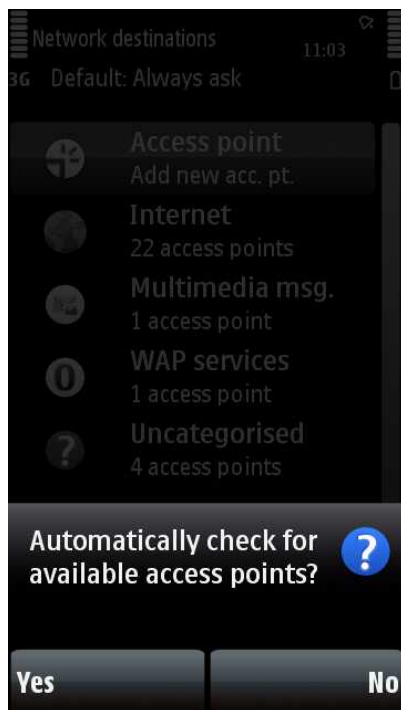 Network destinations
11:03
3G Default: Always ask
Access point
Add new acc. pt.
Internet
22 access points
Multimedia msg.
1 access point
WAP services
1 access point
Uncategorised
4 access points
Automatically check for
available access points?
Yes No